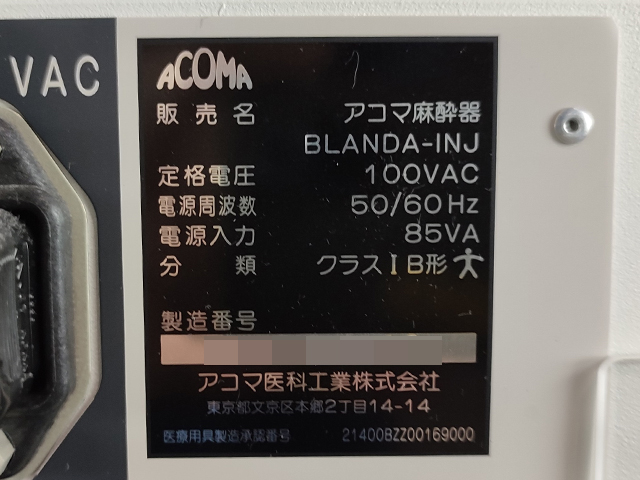 VAC
ACOMA
販売名 アコマ麻酔器
BLANDA-INJ
定格電圧 100VAC
電源周波数 50/60Hz
電源入力 85VA
分類 クラスI B形
製造番号
アコマ医科工業株式会社
東京都文京区本郷2丁目14-14
医療用具製造承認番号 21400BZZ00169000